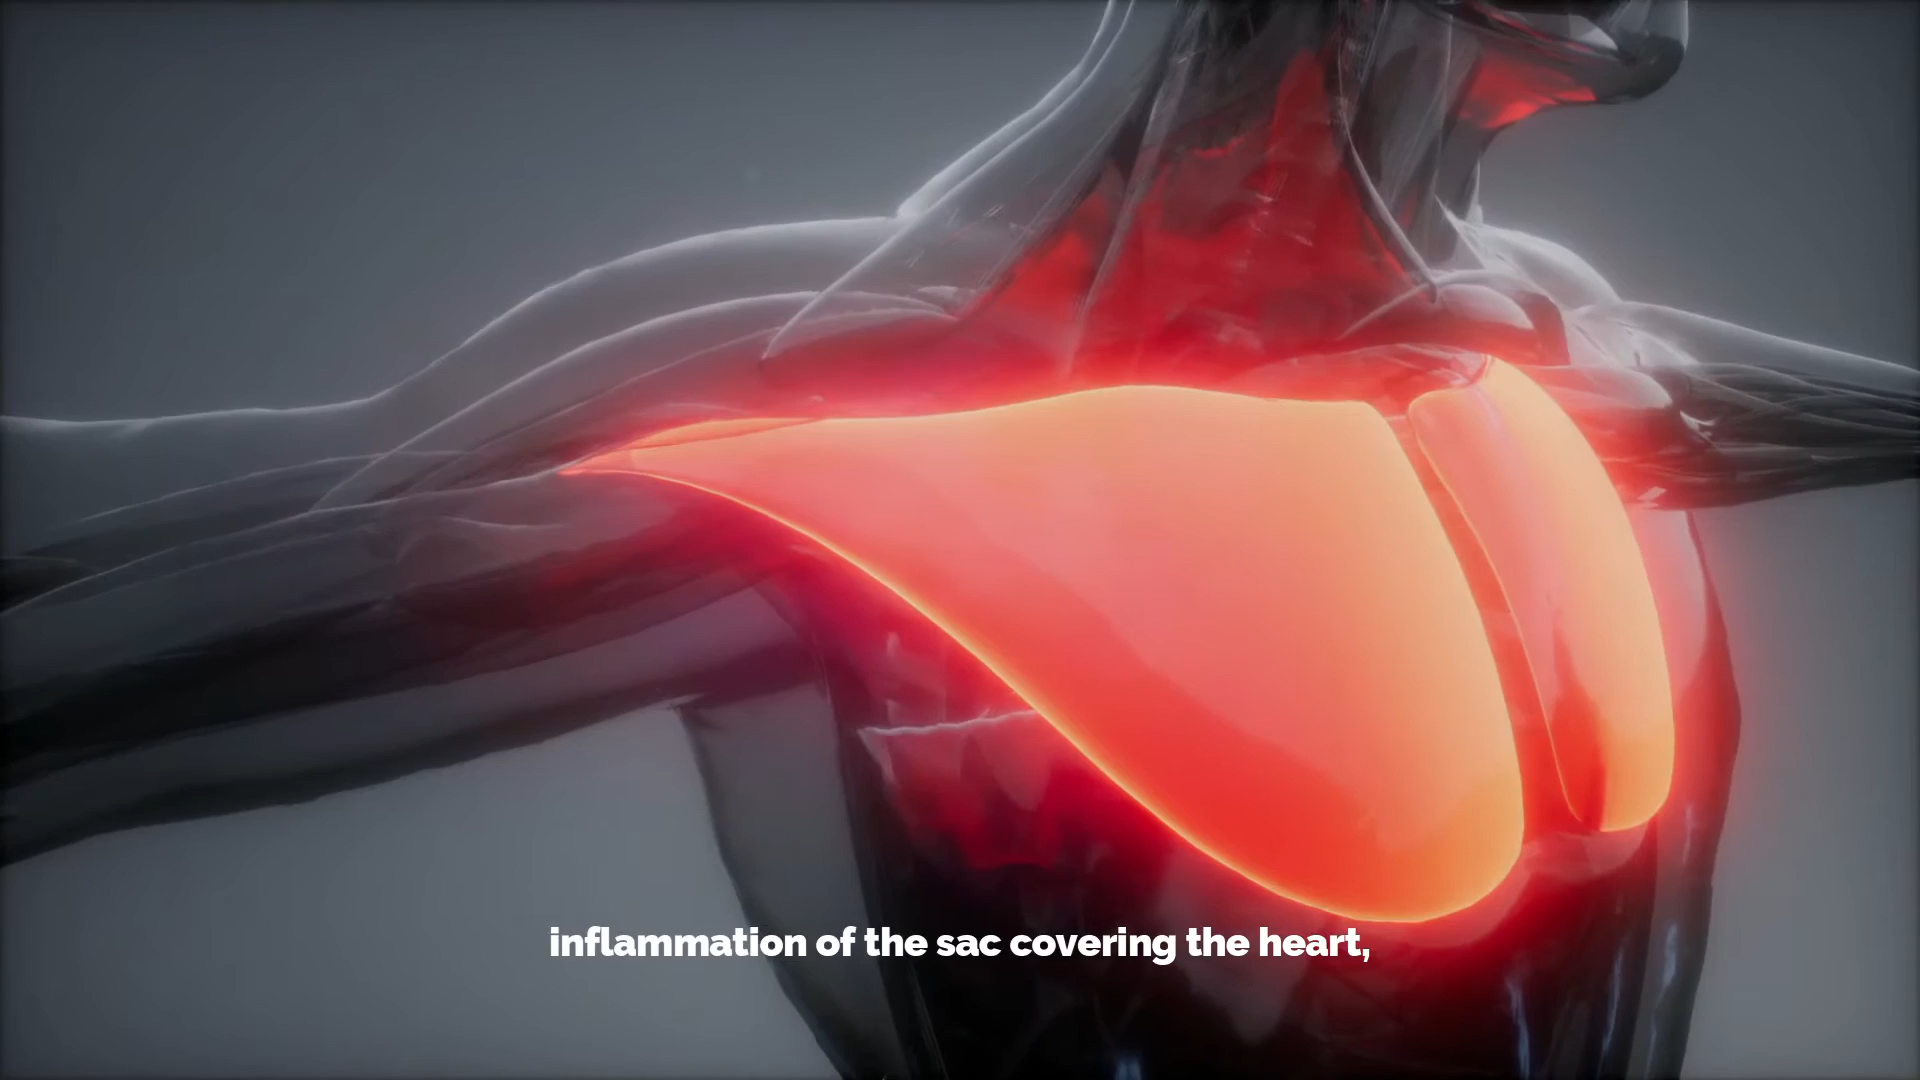 inflammation of the sac covering the heart,